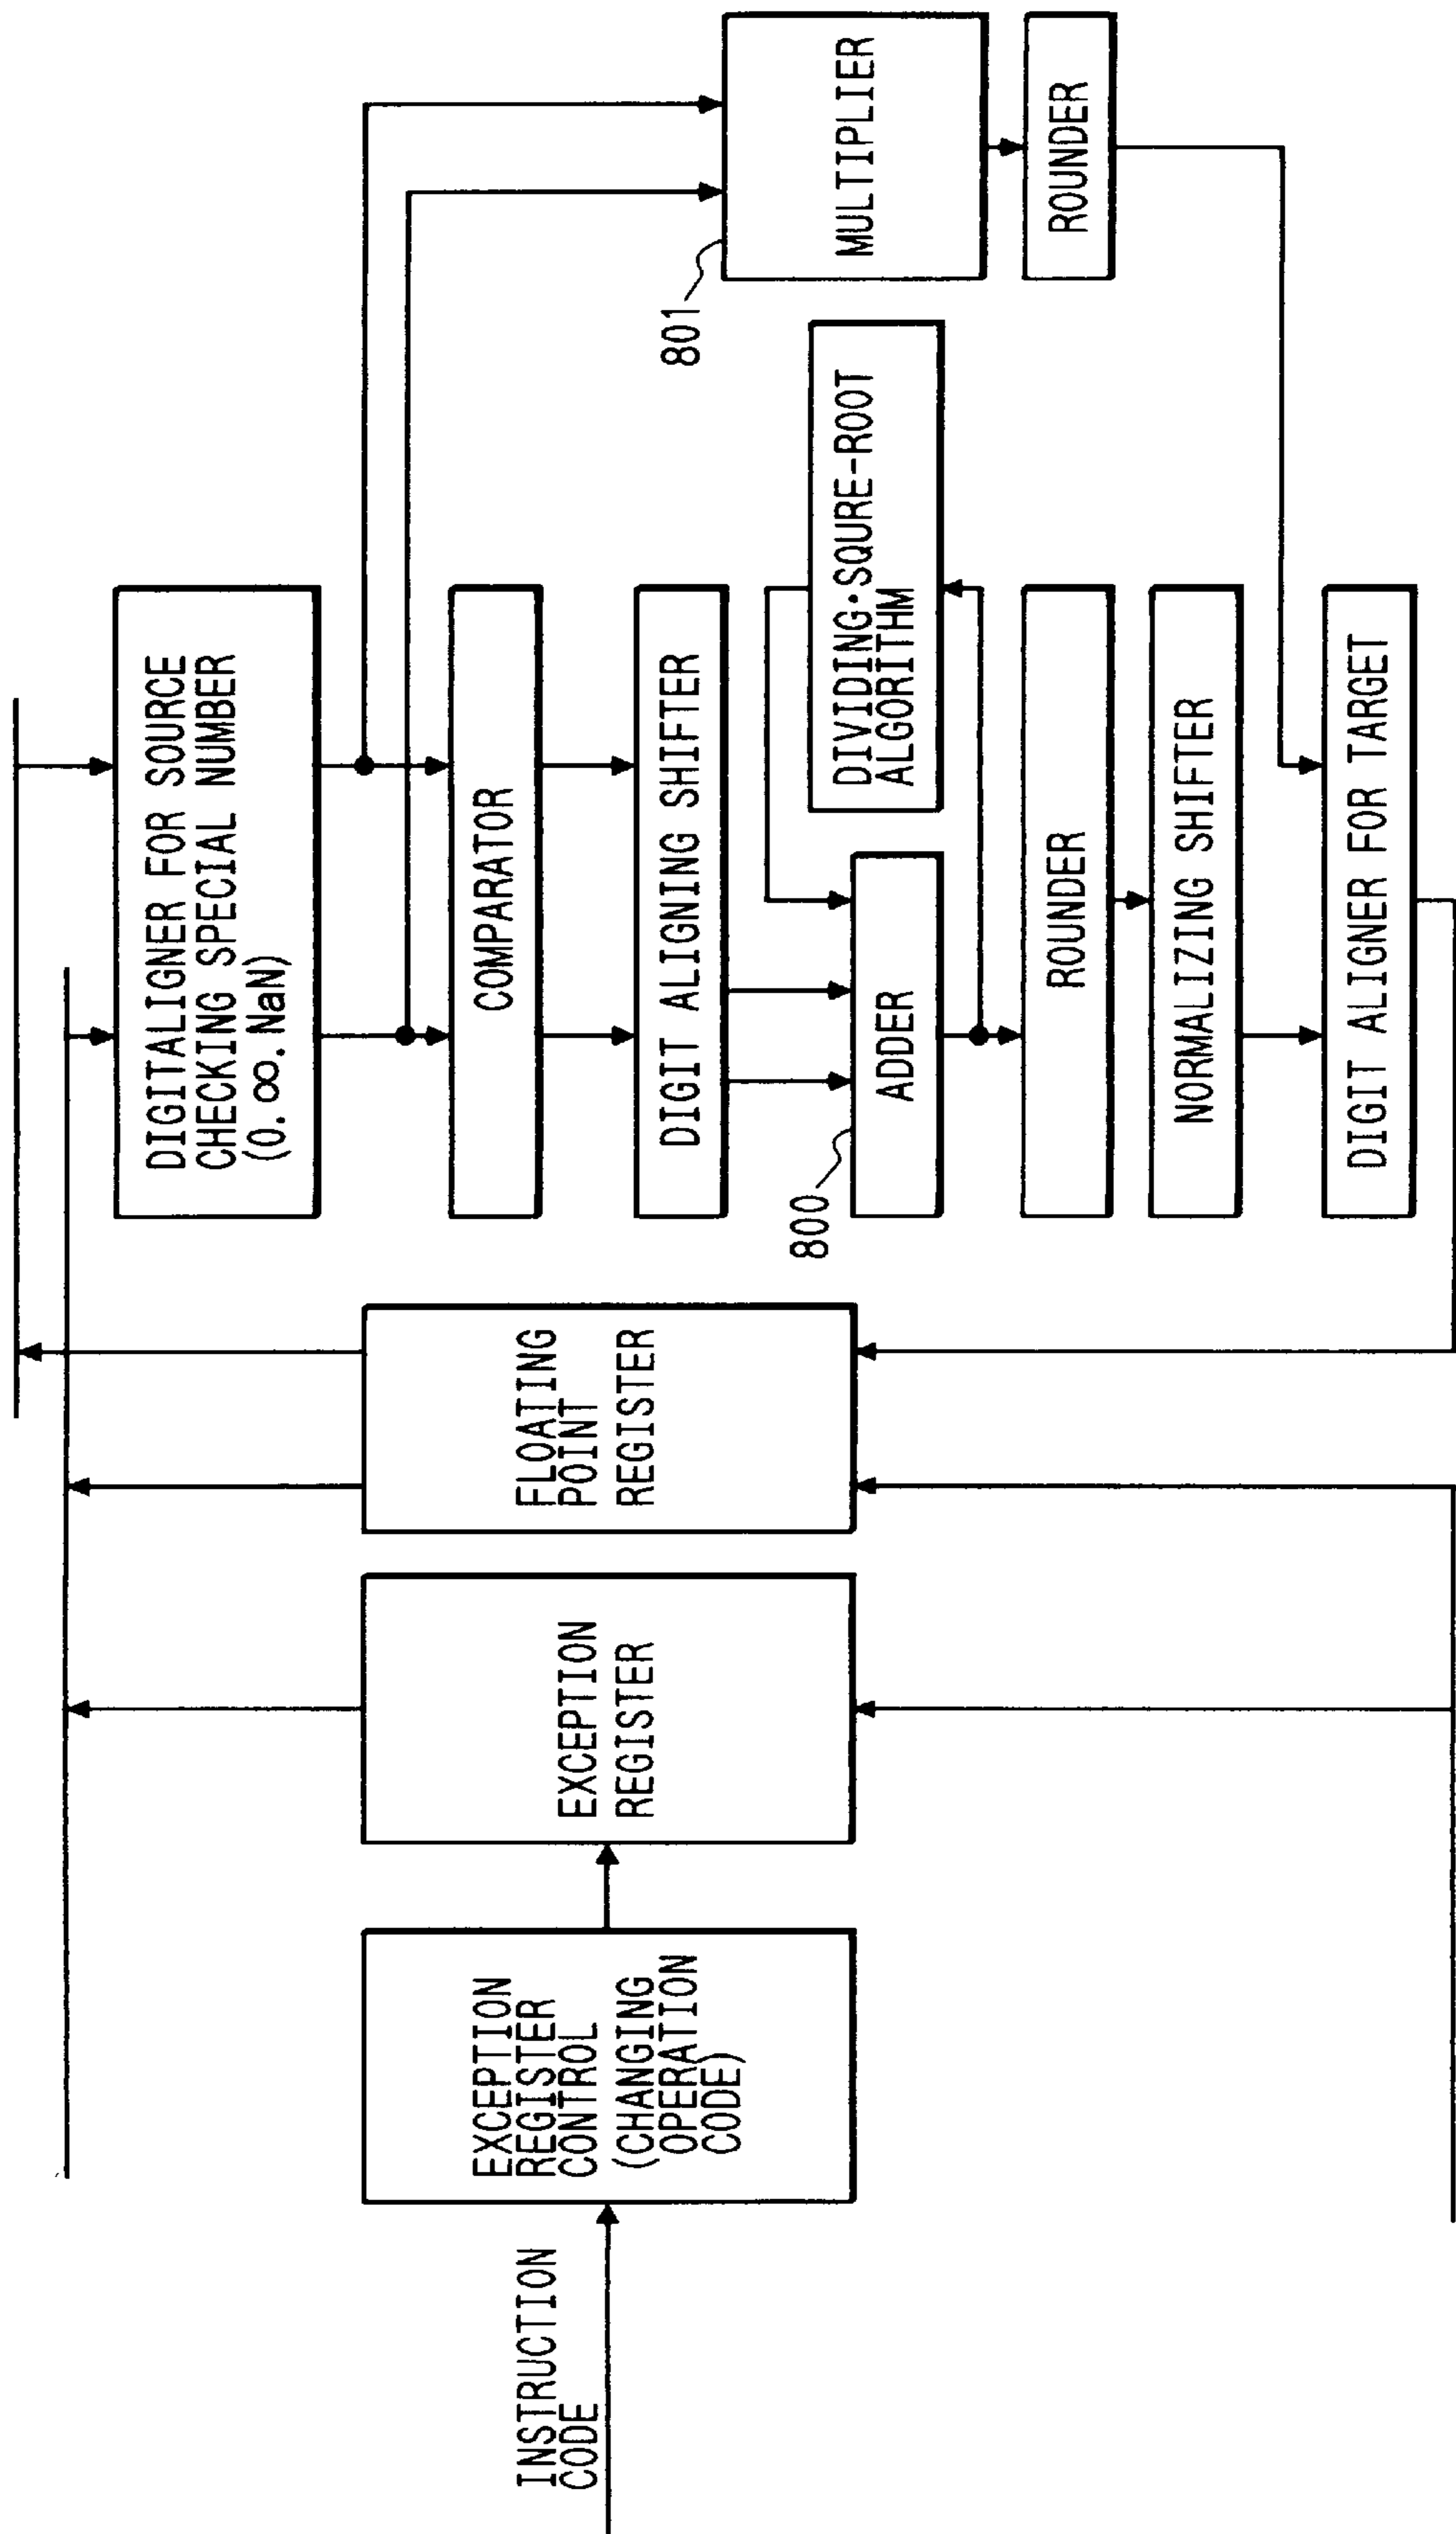 INSTRUCTION
CODE
EXCEPTION
REGISTER
CONTROL
(CHANGING
OPERATION
CODE)
EXCEPTION
REGISTER
FLOATING
POINT
REGISTER
DIGITALIGNER FOR SOURCE
CHECKING SPECIAL NUMBER
(0.∞.NaN)
COMPARATOR
DIGIT ALIGNING SHIFTER
800
ADDER
DIVIDING·SQURE-ROOT
ALGORITHM
ROUNDER
NORMALIZING SHIFTER
DIGIT ALIGNER FOR TARGET
801
MULTIPLIER
ROUNDER